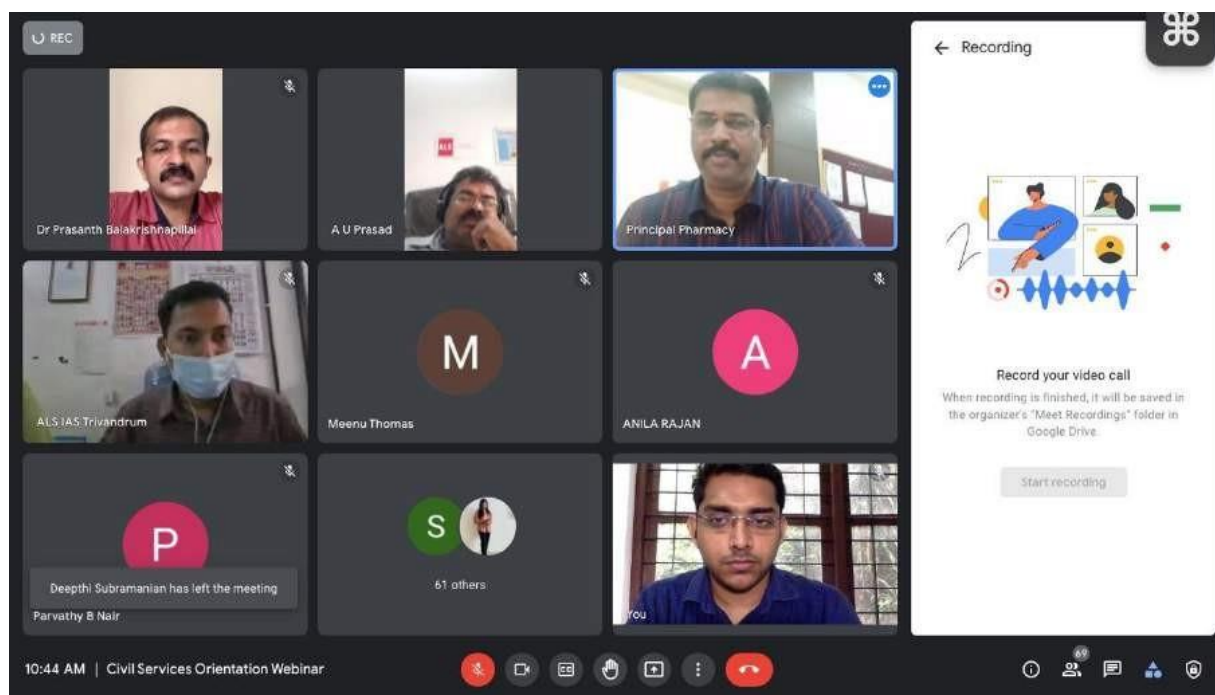 REC
← Recording
⌘
Dr Prasanth Balakrishnapillai
ALS
A U Prasad
Principal Pharmacy
ALS IAS Trivandrum
M
Meenu Thomas
A
ANILA RAJAN
Record your video call
When recording is finished, it will be saved in
the organizer's "Meet Recordings" folder in
Google Drive.
Start recording
P
Deepthi Subramanian has left the meeting
Parvathy B Nair
S
61 others
You
10:44 AM | Civil Services Orientation Webinar
CC
69